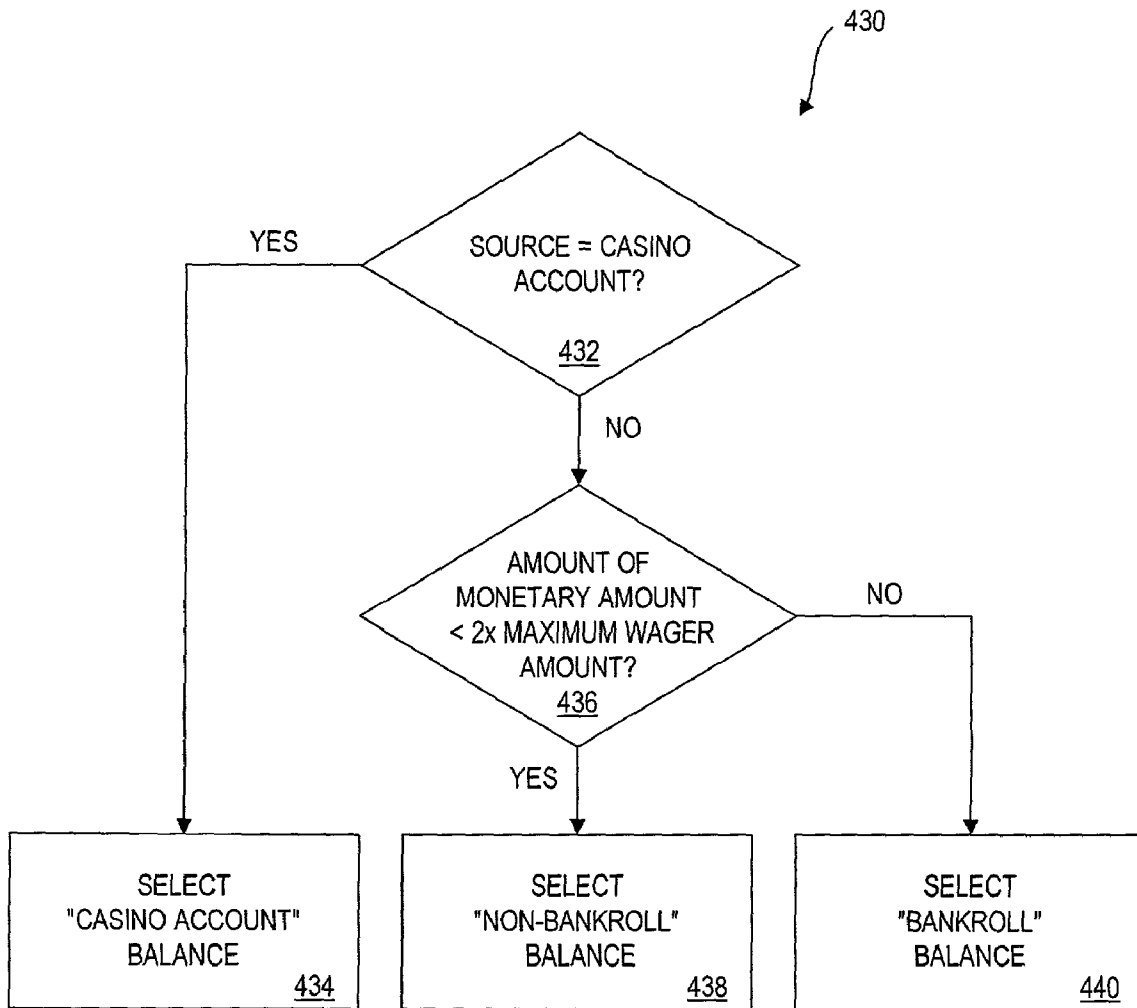 430
SOURCE = CASINO
ACCOUNT?
432
YES
NO
AMOUNT OF
MONETARY AMOUNT
< 2x MAXIMUM WAGER
AMOUNT?
436
NO
YES
SELECT
"CASINO ACCOUNT"
BALANCE
434
SELECT
"NON-BANKROLL"
BALANCE
438
SELECT
"BANKROLL"
BALANCE
440